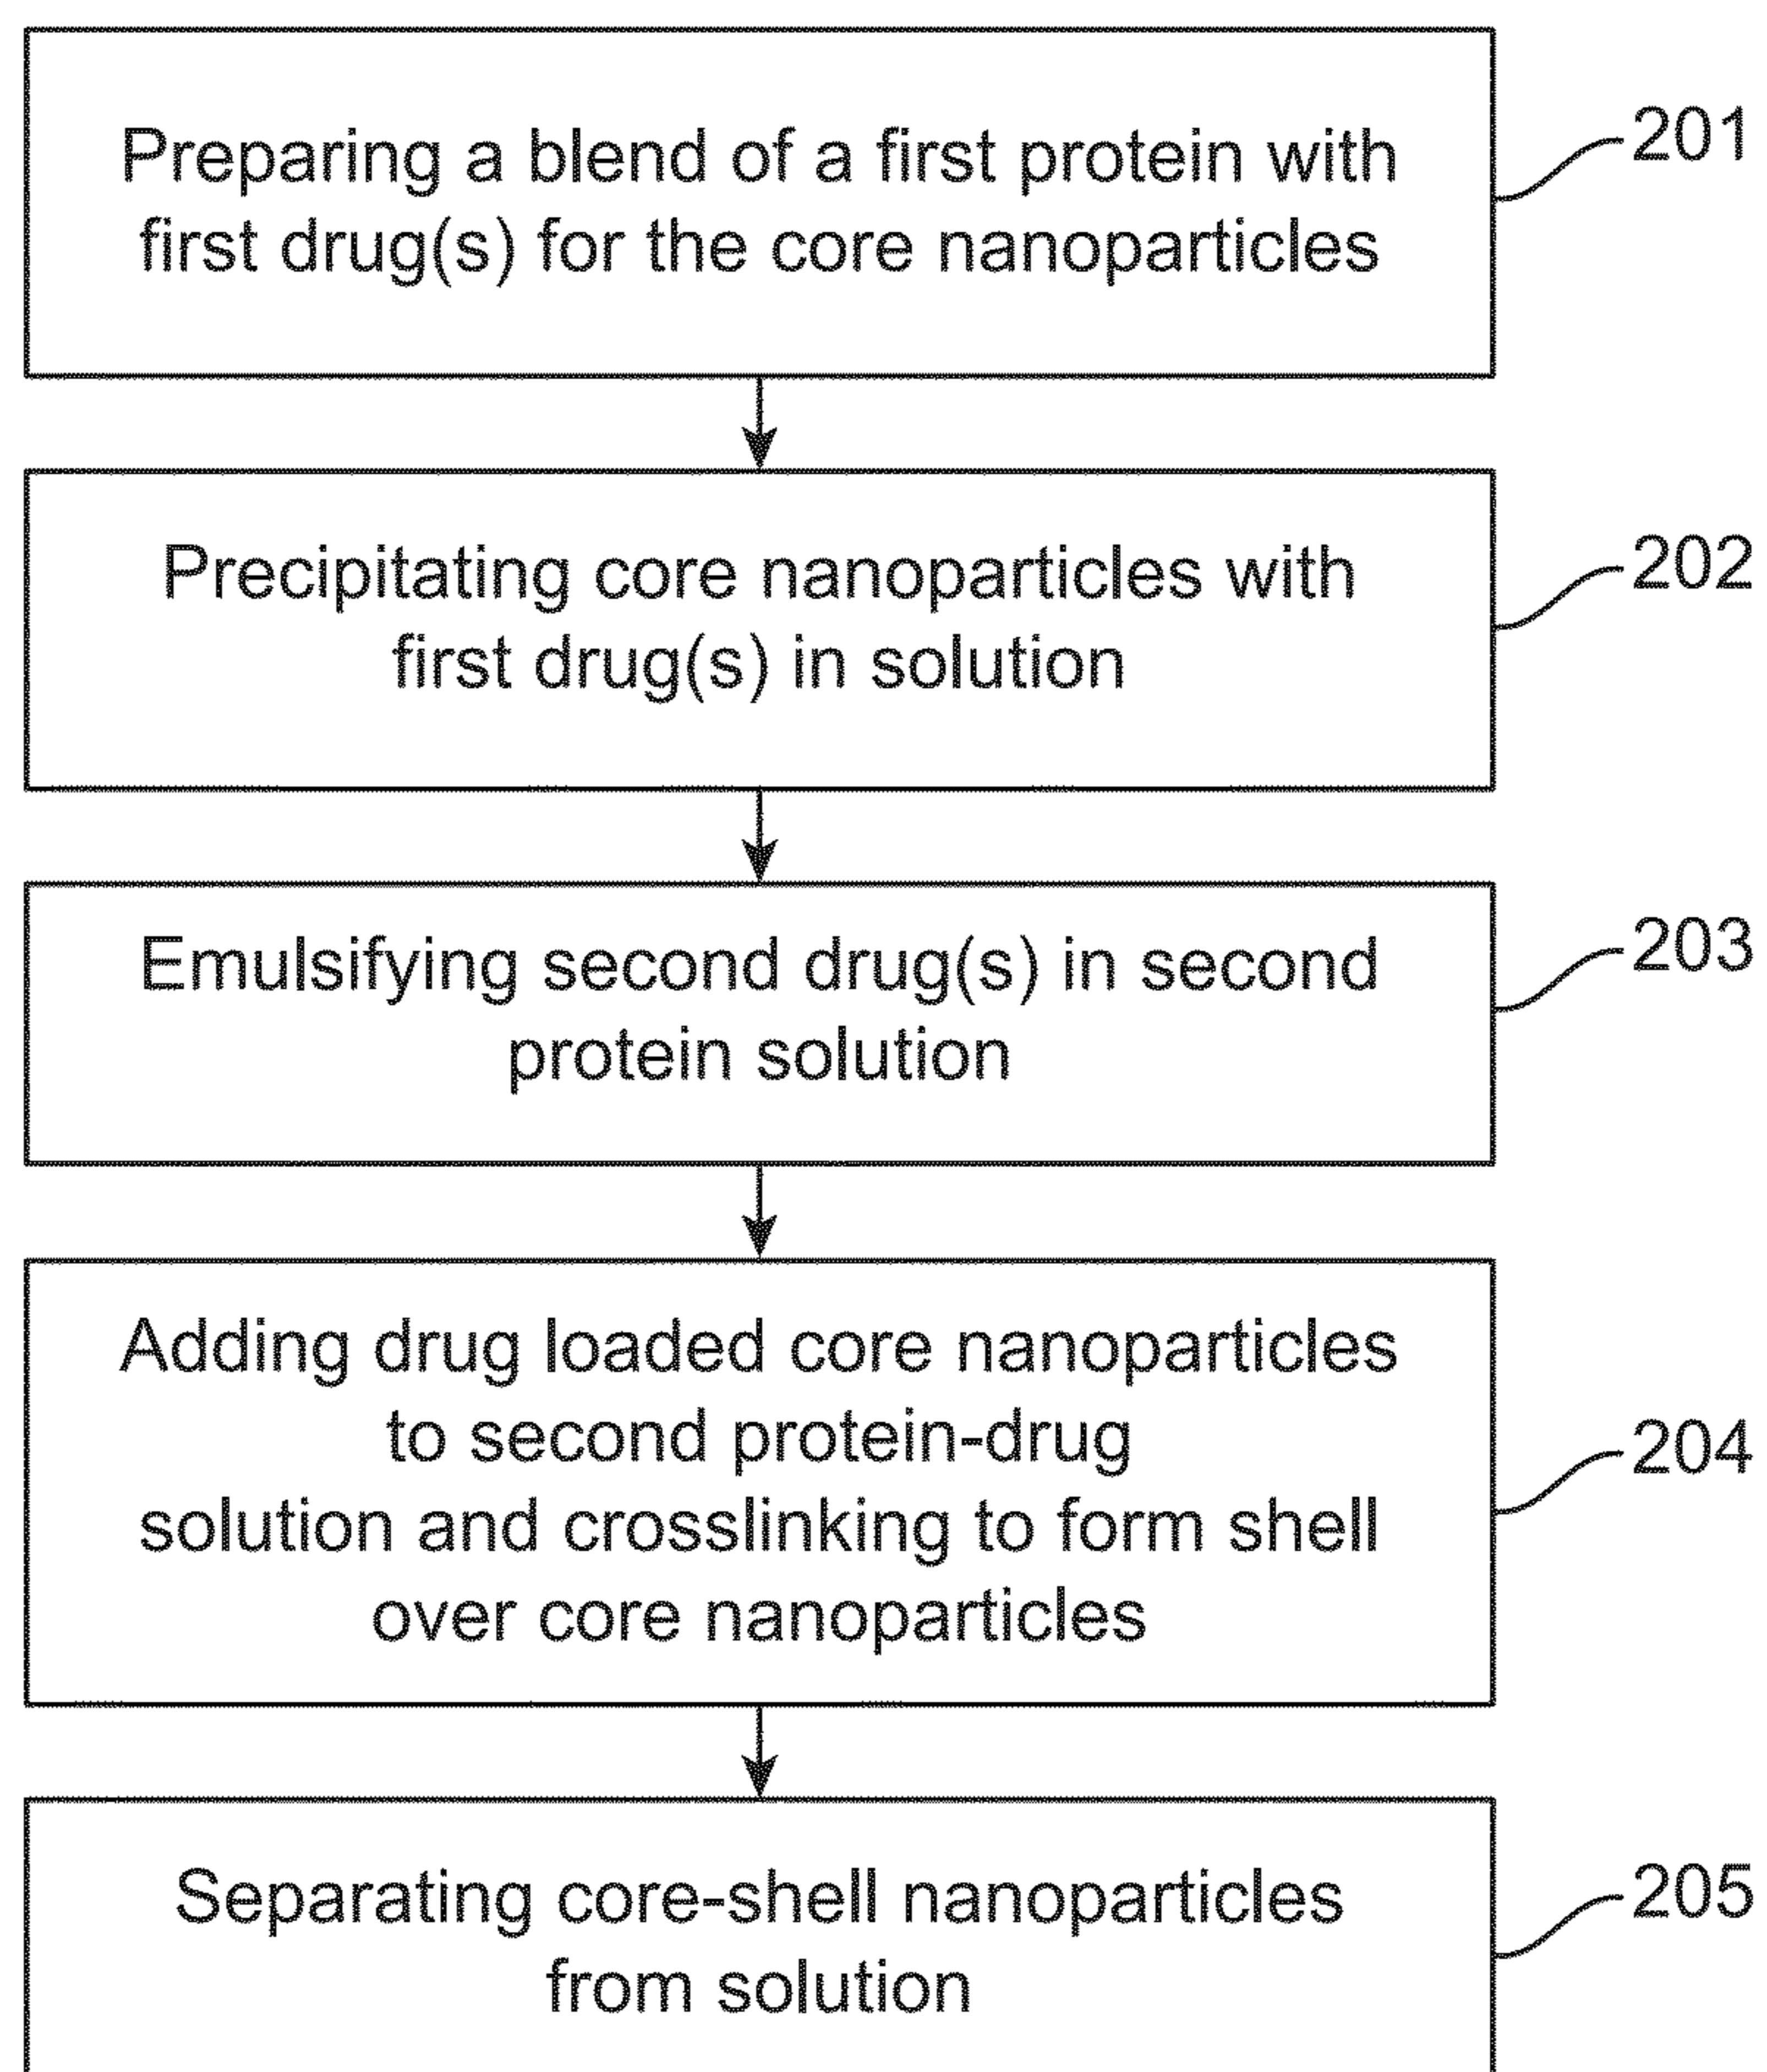 Preparing a blend of a first protein with
first drug(s) for the core nanoparticles
201
Precipitating core nanoparticles with
first drug(s) in solution
202
Emulsifying second drug(s) in second
protein solution
203
Adding drug loaded core nanoparticles
to second protein-drug
solution and crosslinking to form shell
over core nanoparticles
204
Separating core-shell nanoparticles
from solution
205